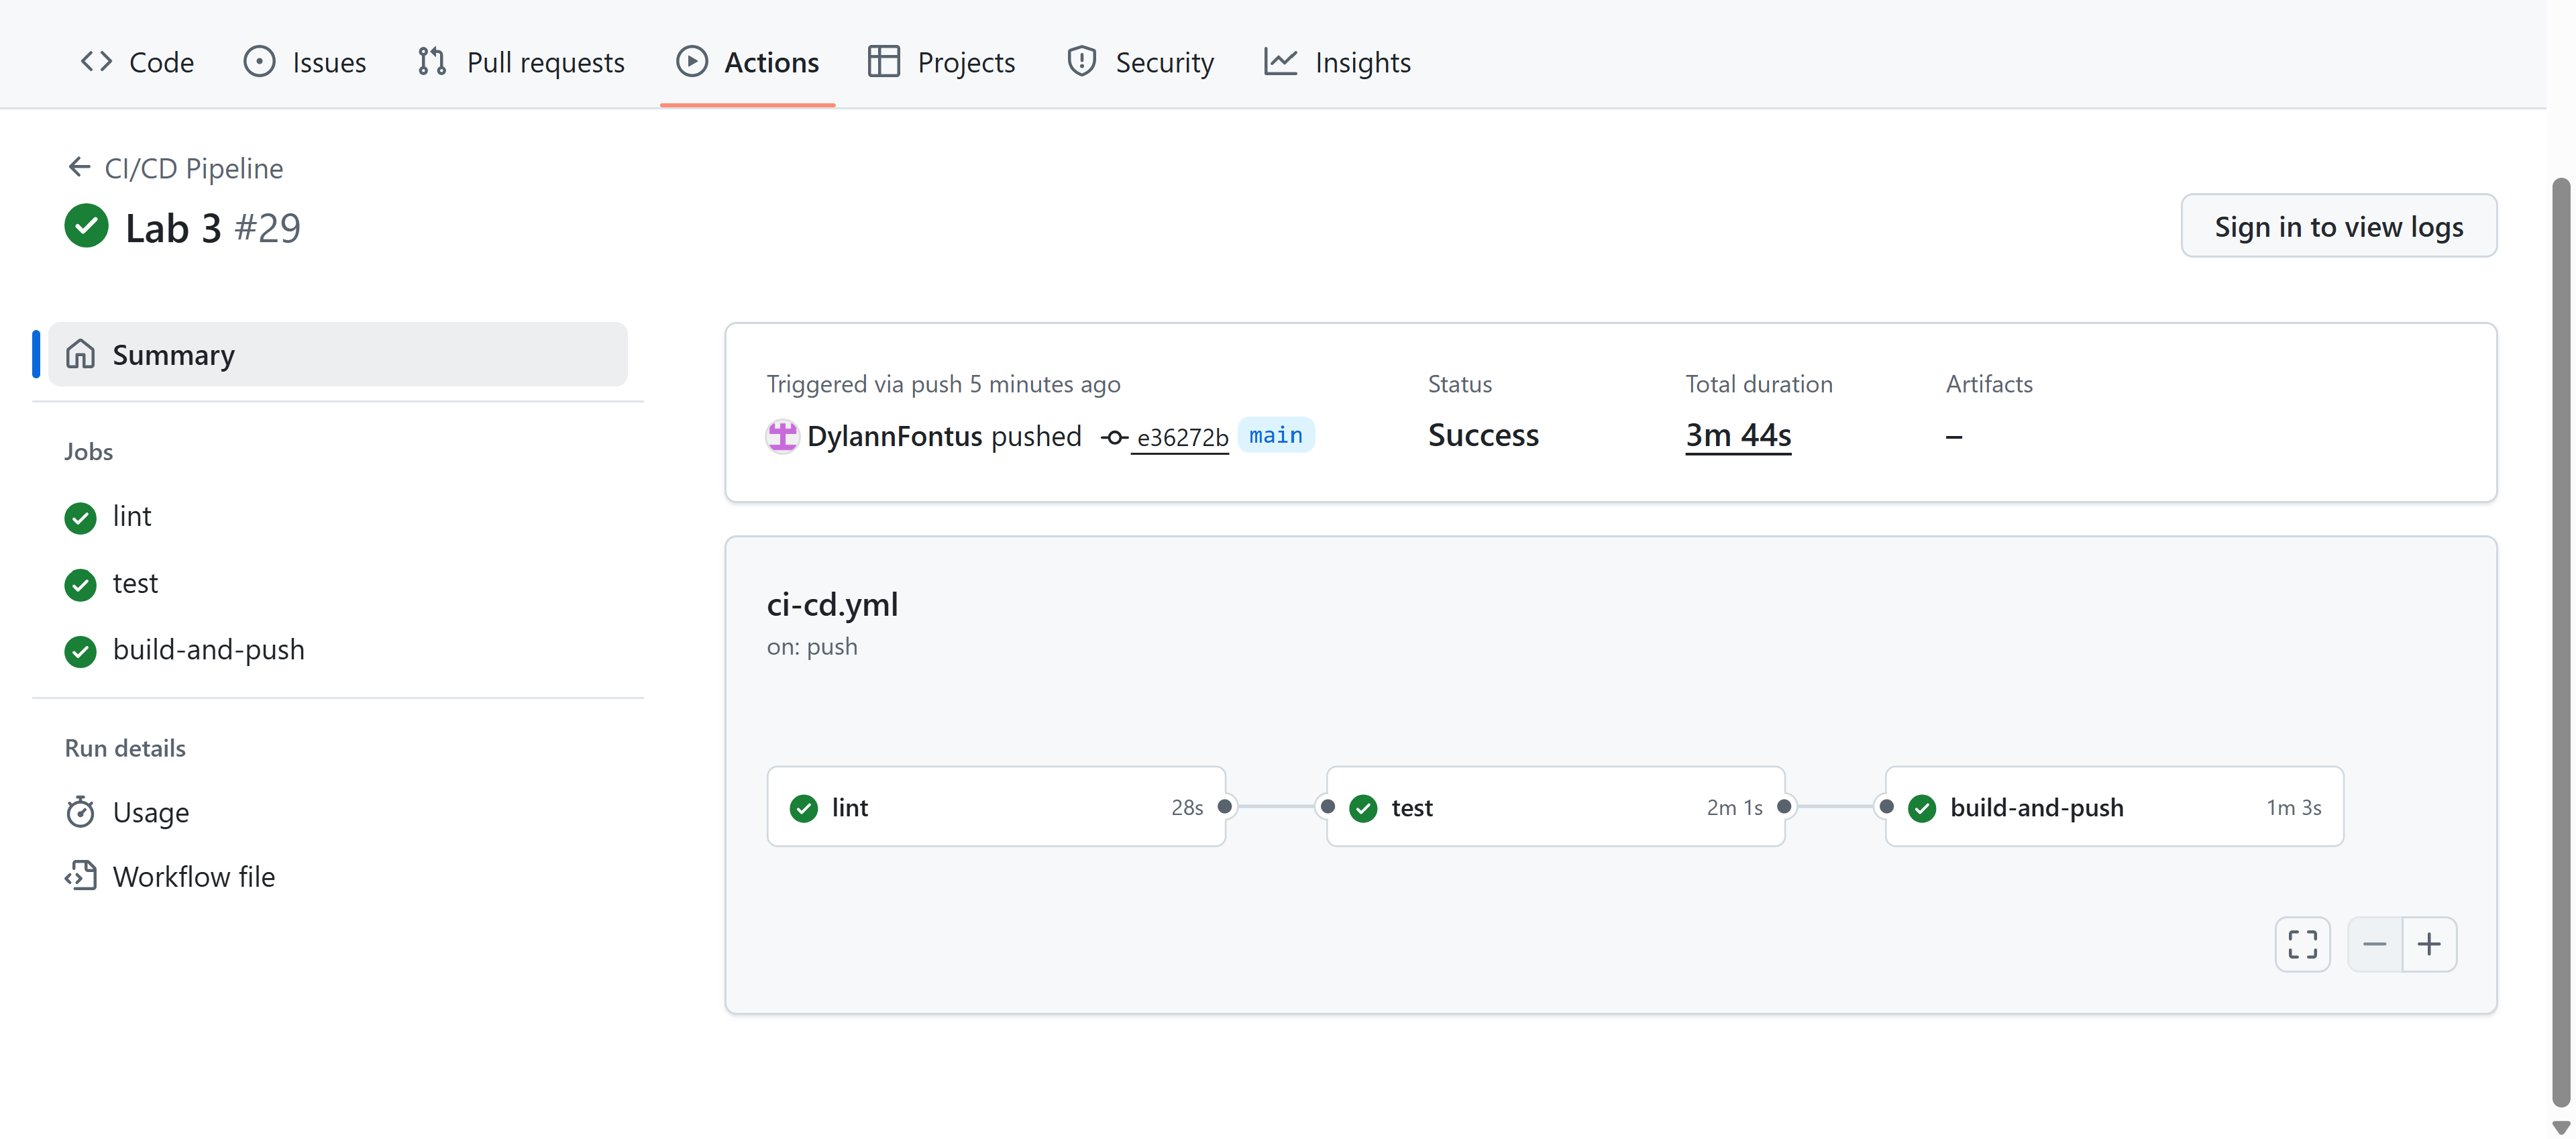 Code Issues Pull requests Actions Projects Security Insights
CI/CD Pipeline
Lab 3 #29
Sign in to view logs
Summary
Jobs
lint
test
build-and-push
Run details
Usage
Workflow file
Triggered via push 5 minutes ago
DylannFontus pushed e36272b main
Status
Success
Total duration
3m 44s
Artifacts
–
ci-cd.yml
on: push
lint 28s
test 2m 1s
build-and-push 1m 3s